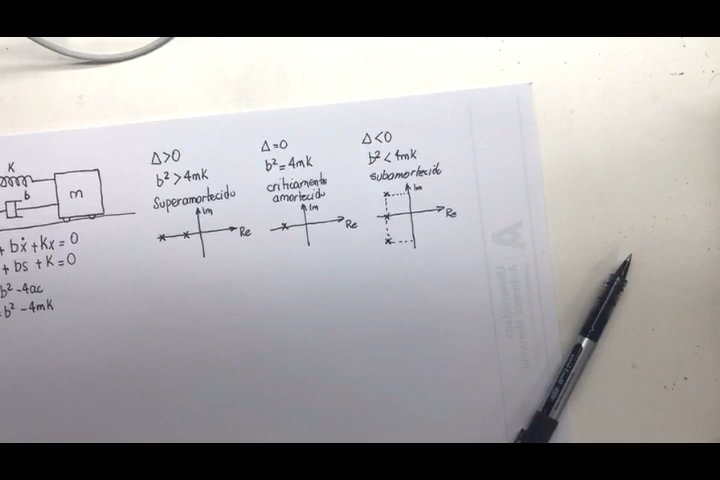 K
b
m
+ bẋ + Kx = 0
+ bs + K = 0
b² - 4ac
= b² - 4mK
Δ>0
b² > 4mK
Superamortecido
Im
Re
Δ=0
b² = 4mK
criticamente
amortecido
Im
Re
Δ<0
b² < 4mK
subamortecido
Im
Re